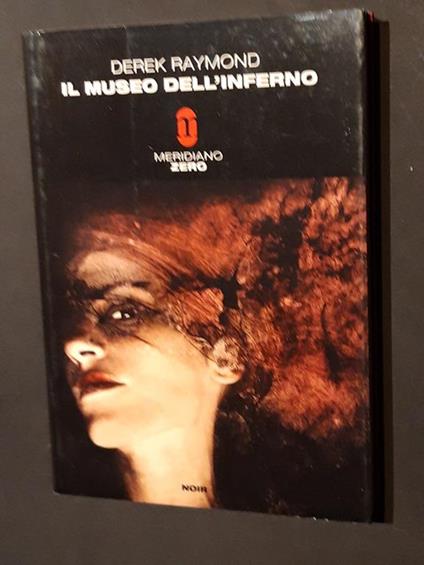 DEREK RAYMOND
IL MUSEO DELL'INFERNO
MERIDIANO
ZERO
NOIR